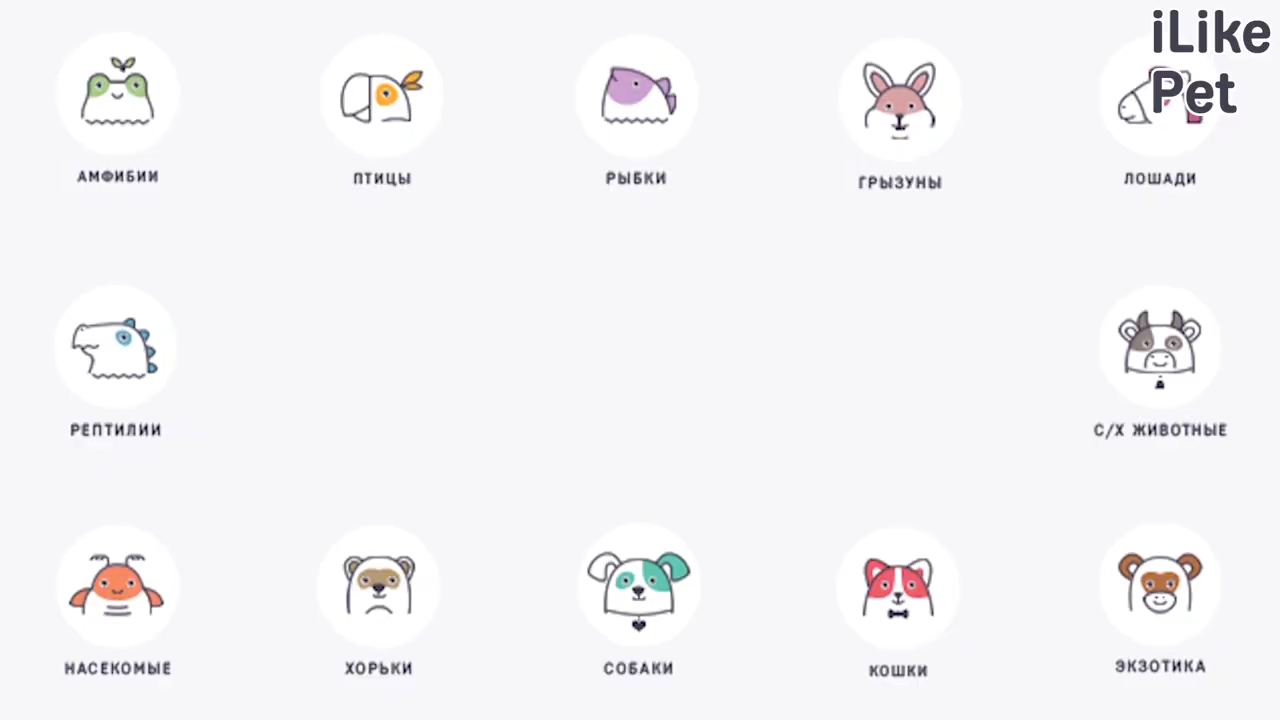 iLike
Pet
АМФИБИИ
ПТИЦЫ
РЫБКИ
ГРЫЗУНЫ
ЛОШАДИ
РЕПТИЛИИ
С/Х ЖИВОТНЫЕ
НАСЕКОМЫЕ
ХОРЬКИ
СОБАКИ
КОШКИ
ЭКЗОТИКА